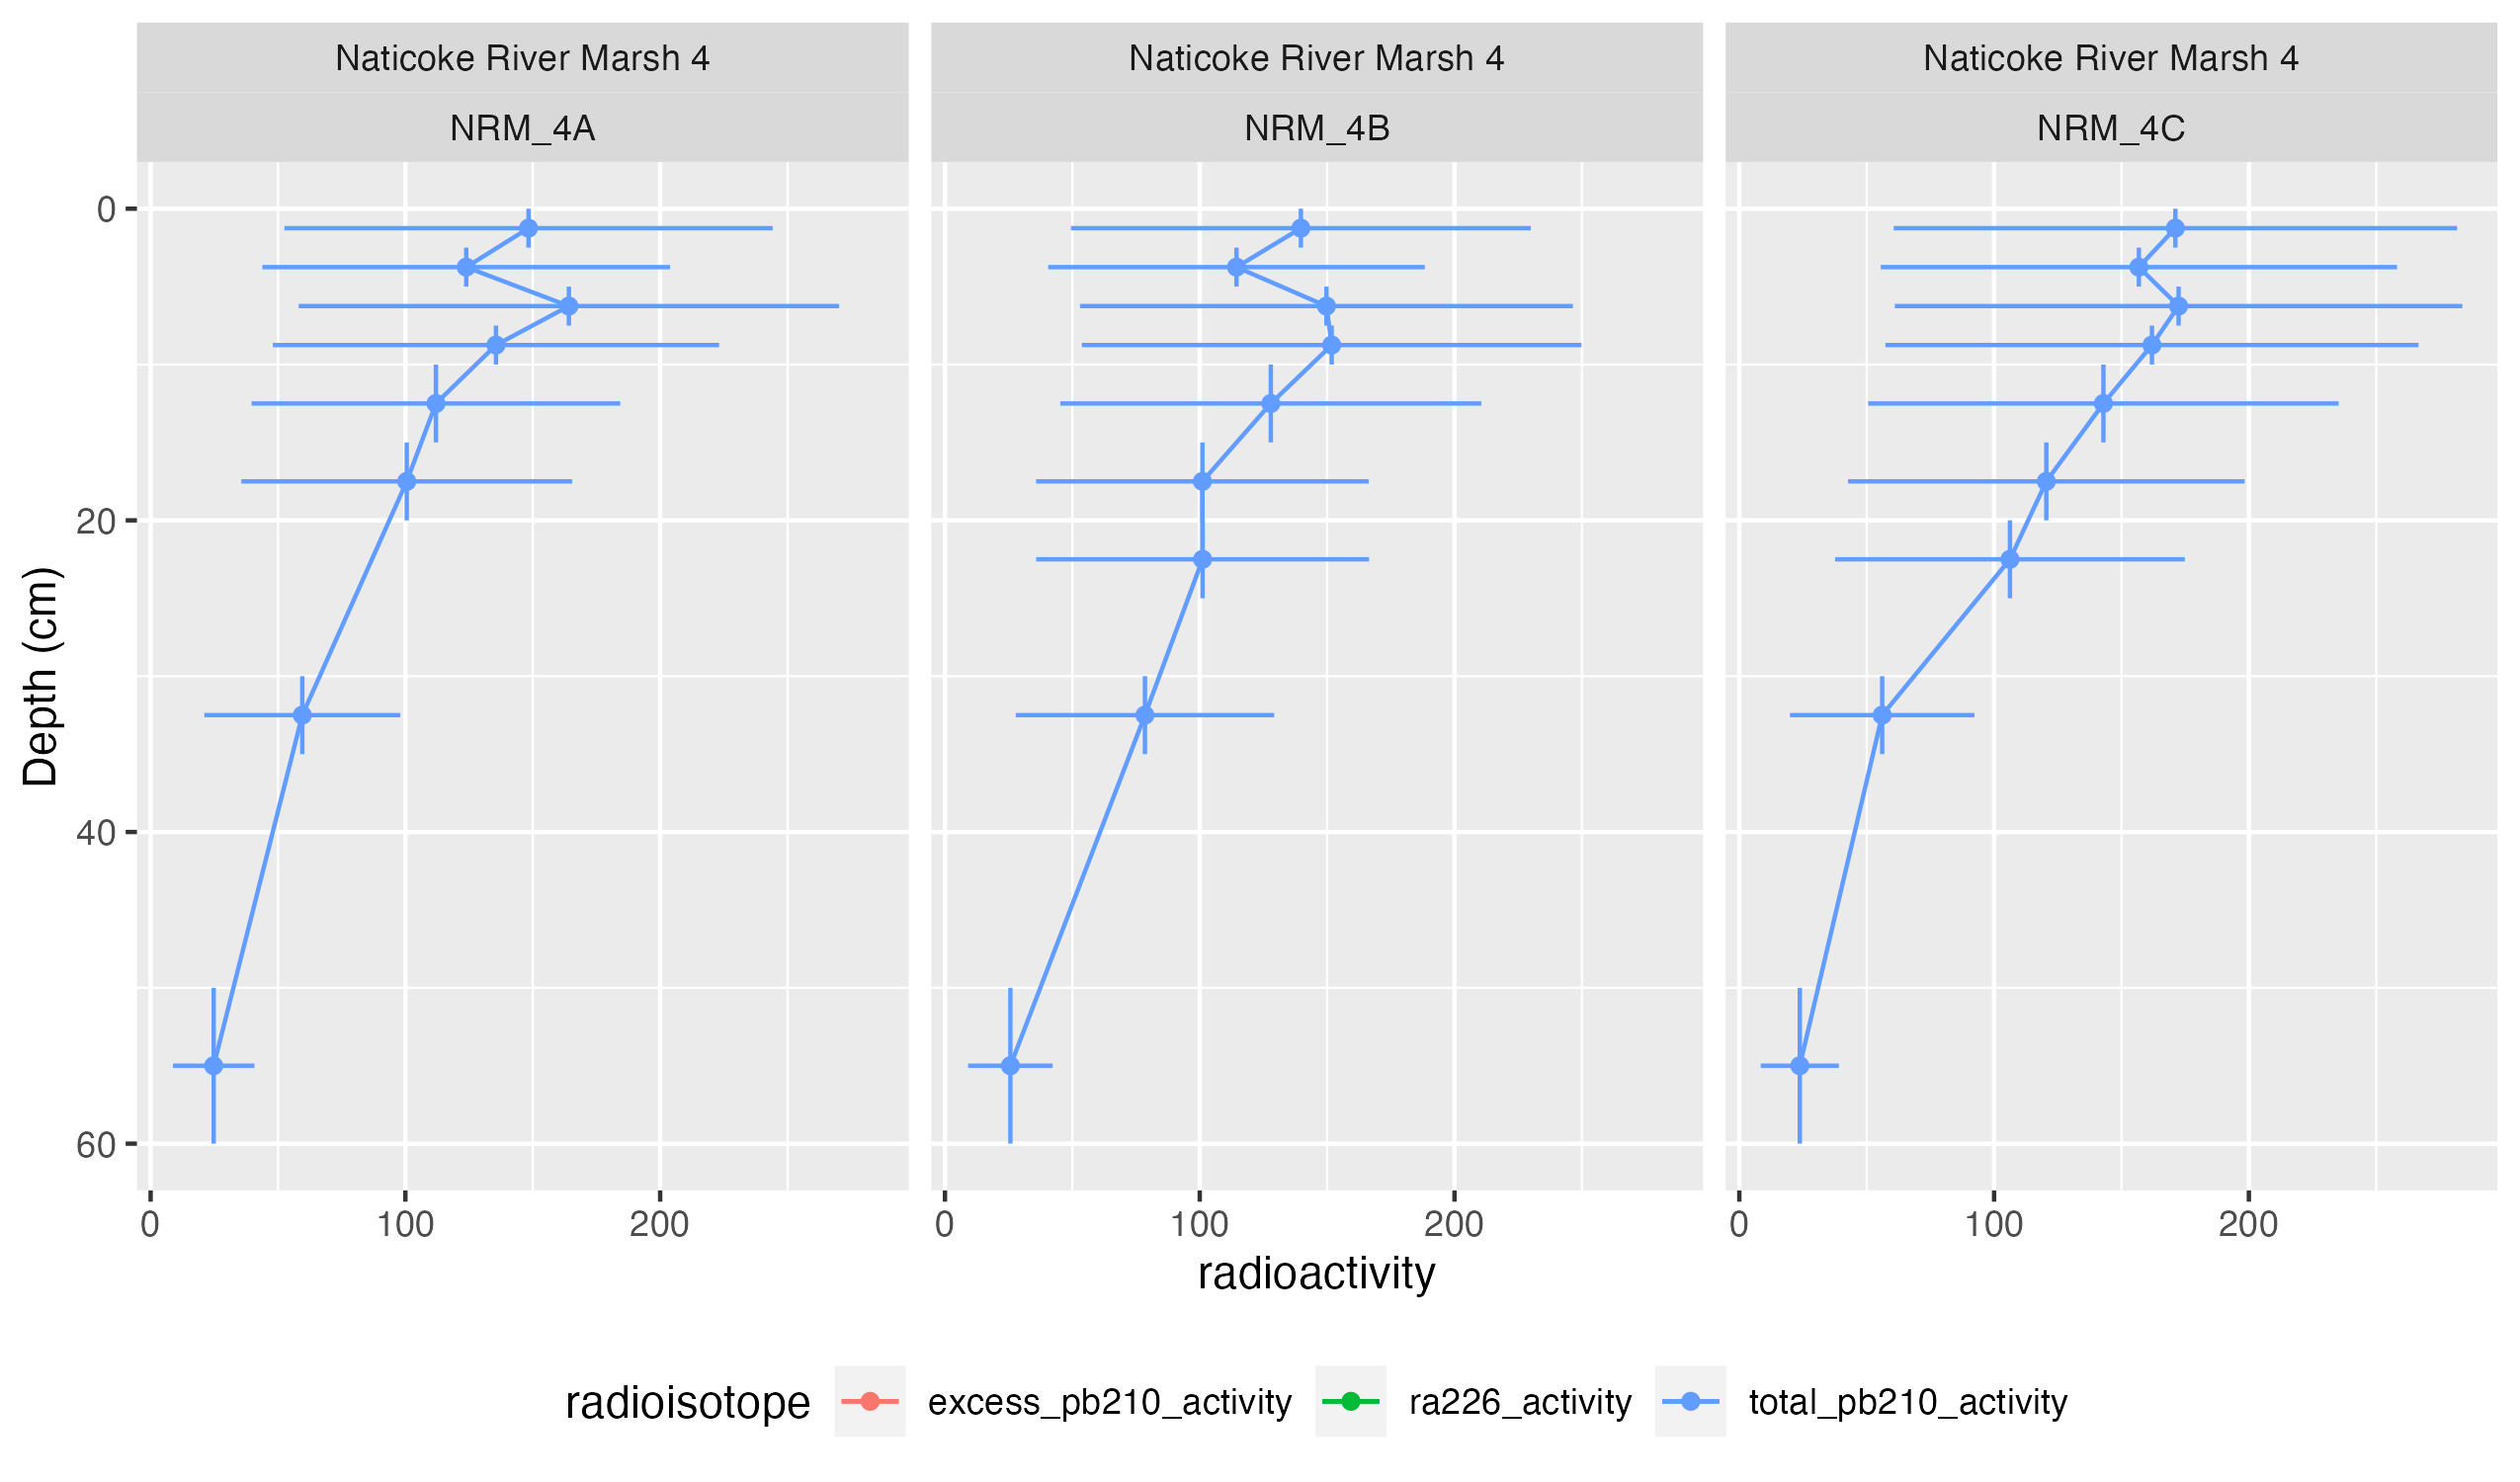 Naticoke River Marsh 4 Naticoke River Marsh 4 Naticoke River Marsh 4
NRM_4A NRM_4B NRM_4C
0
20
40
60
Depth (cm)
0 100 200 0 100 200 0 100 200
radioactivity
radioisotope excess_pb210_activity ra226_activity total_pb210_activity